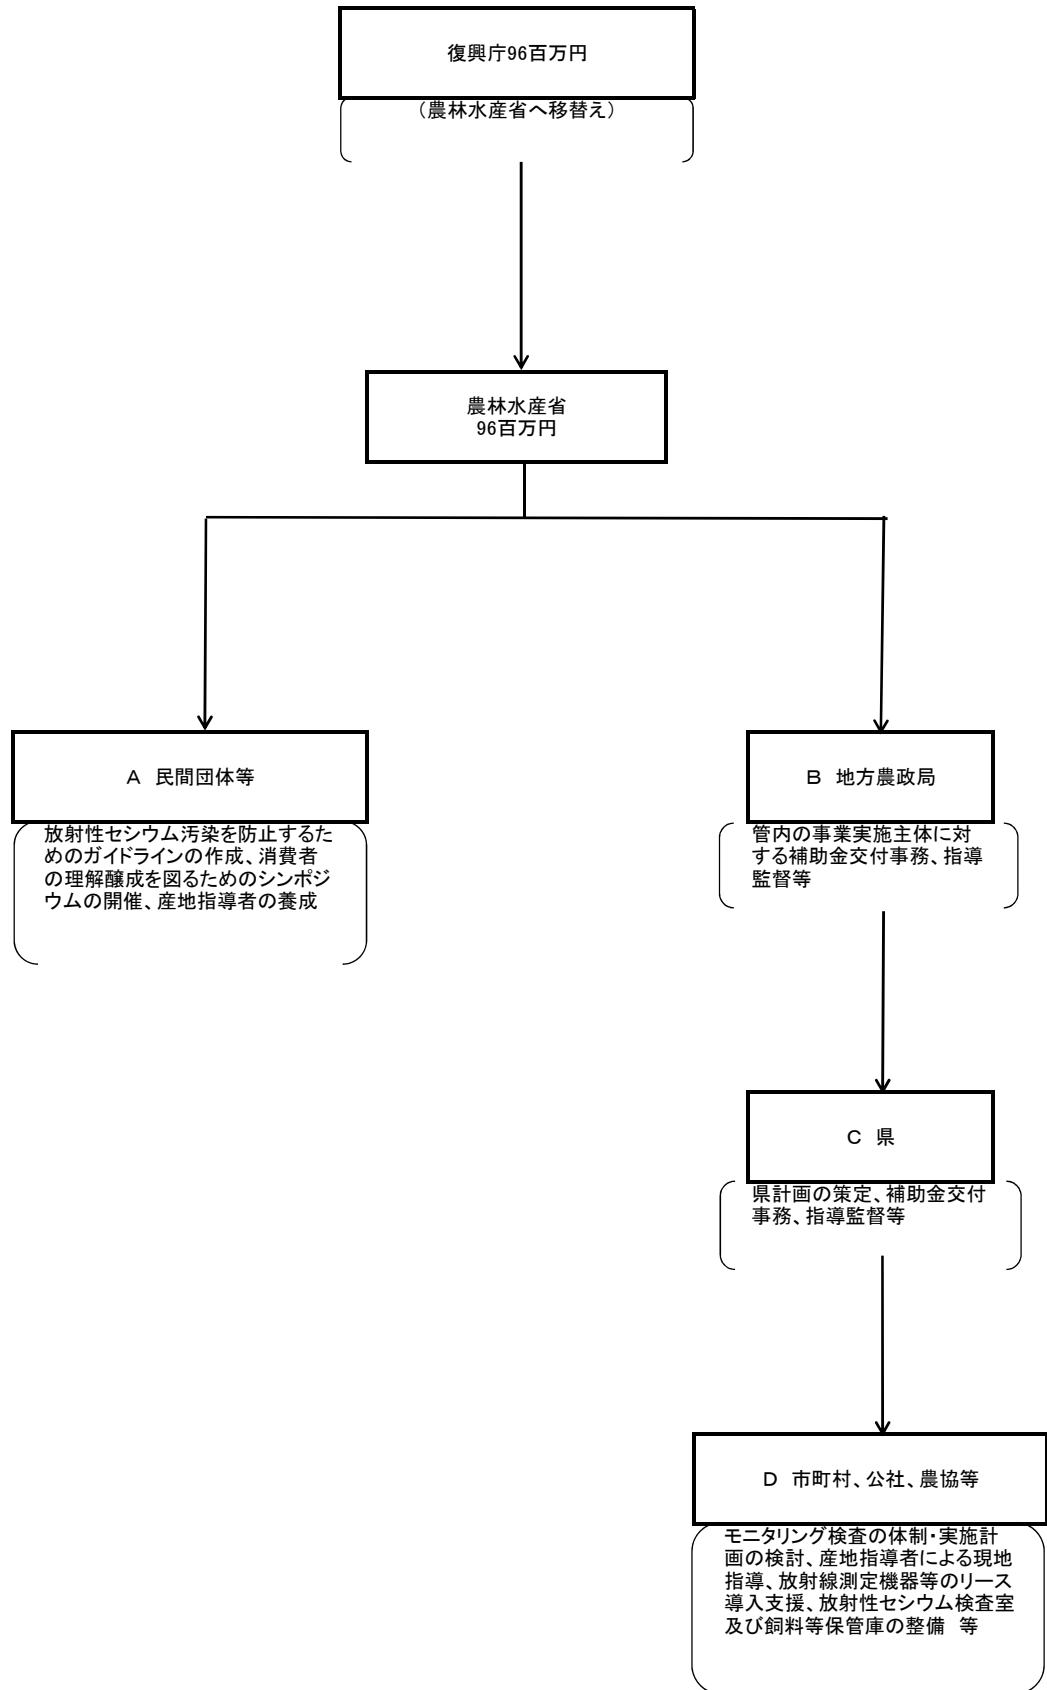 復興庁96百万円
（農林水産省へ移替え）
農林水産省
96百万円
A 民間団体等
放射性セシウム汚染を防止するた
めのガイドラインの作成、消費者
の理解醸成を図るためのシンポジ
ウムの開催、産地指導者の養成
B 地方農政局
管内の事業実施主体に対
する補助金交付事務、指導
監督等
C 県
県計画の策定、補助金交付
事務、指導監督等
D 市町村、公社、農協等
モニタリング検査の体制・実施計
画の検討、産地指導者による現地
指導、放射線測定機器等のリース
導入支援、放射性セシウム検査室
及び飼料等保管庫の整備 等